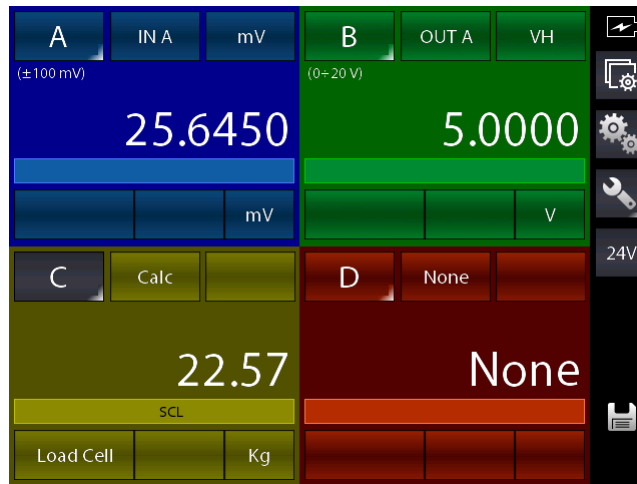 A IN A mV
(±100 mV)
25.6450
mV
B OUT A VH
(0÷20 V)
5.0000
V
C Calc
22.57
SCL
Load Cell Kg
D None
None
24V